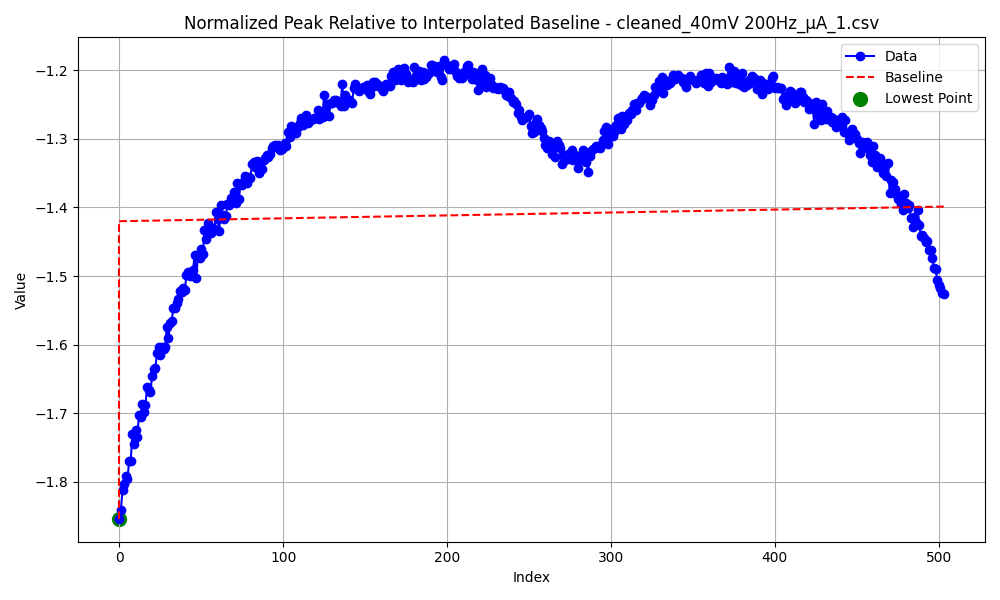 Normalized Peak Relative to Interpolated Baseline - cleaned_40mV 200Hz_μA_1.csv
Data
Baseline
Lowest Point
Value
−1.2
−1.3
−1.4
−1.5
−1.6
−1.7
−1.8
0 100 200 300 400 500
Index